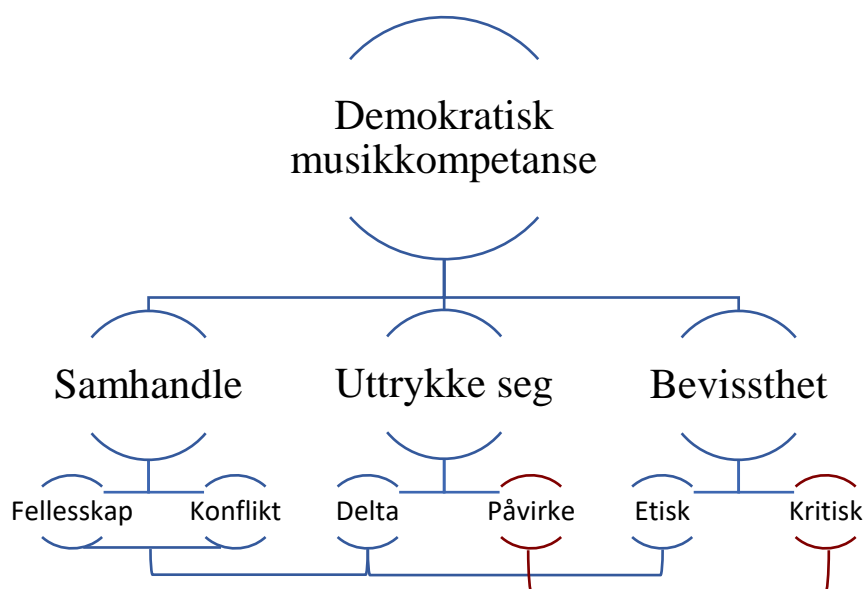 Demokratisk
musikkompetanse
Samhandle
Uttrykke seg
Bevissthet
Fellesskap
Konflikt
Delta
Påvirke
Etisk
Kritisk